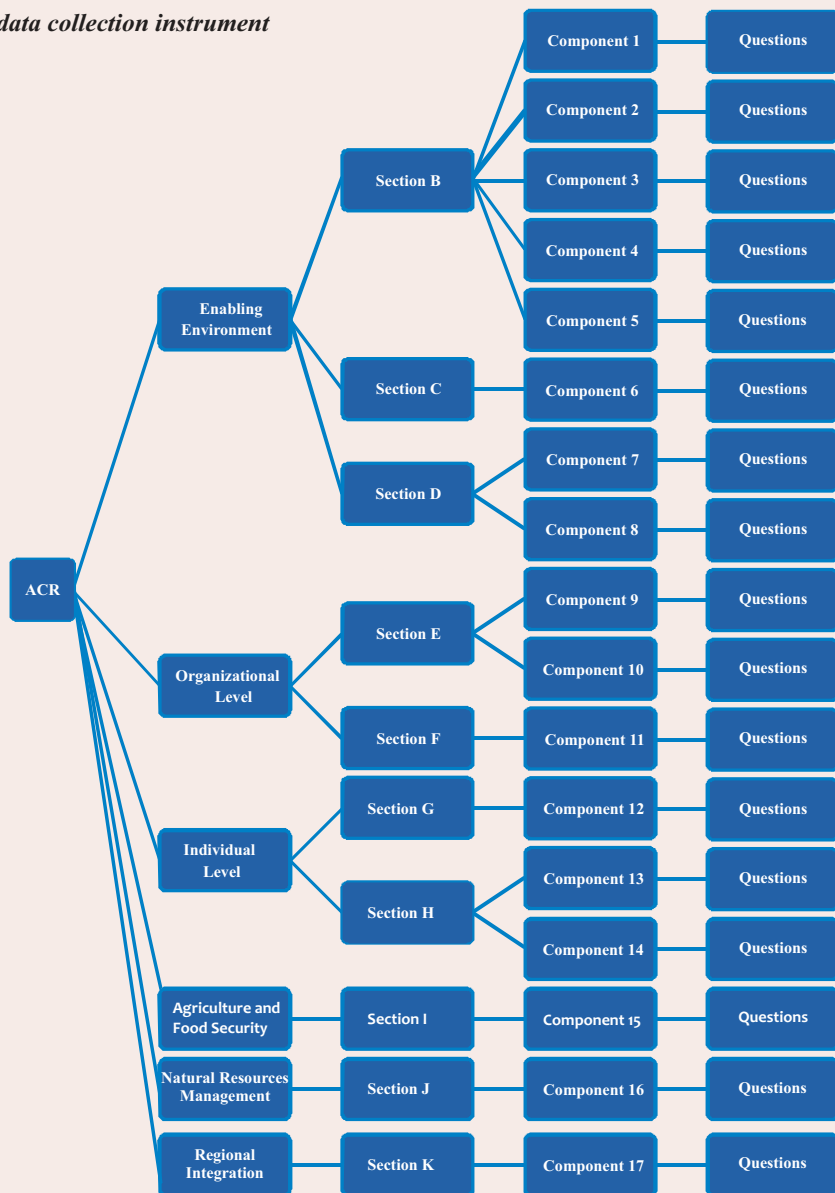 data collection instrument
Component 1
Questions
Component 2
Questions
Section B
Component 3
Questions
Component 4
Questions
Enabling
Environment
Component 5
Questions
Section C
Component 6
Questions
Component 7
Questions
Section D
Component 8
Questions
ACR
Component 9
Questions
Section E
Component 10
Questions
Organizational
Level
Section F
Component 11
Questions
Section G
Component 12
Questions
Individual
Level
Component 13
Questions
Section H
Component 14
Questions
Agriculture and
Food Security
Section I
Component 15
Questions
Natural Resources
Management
Section J
Component 16
Questions
Regional
Integration
Section K
Component 17
Questions